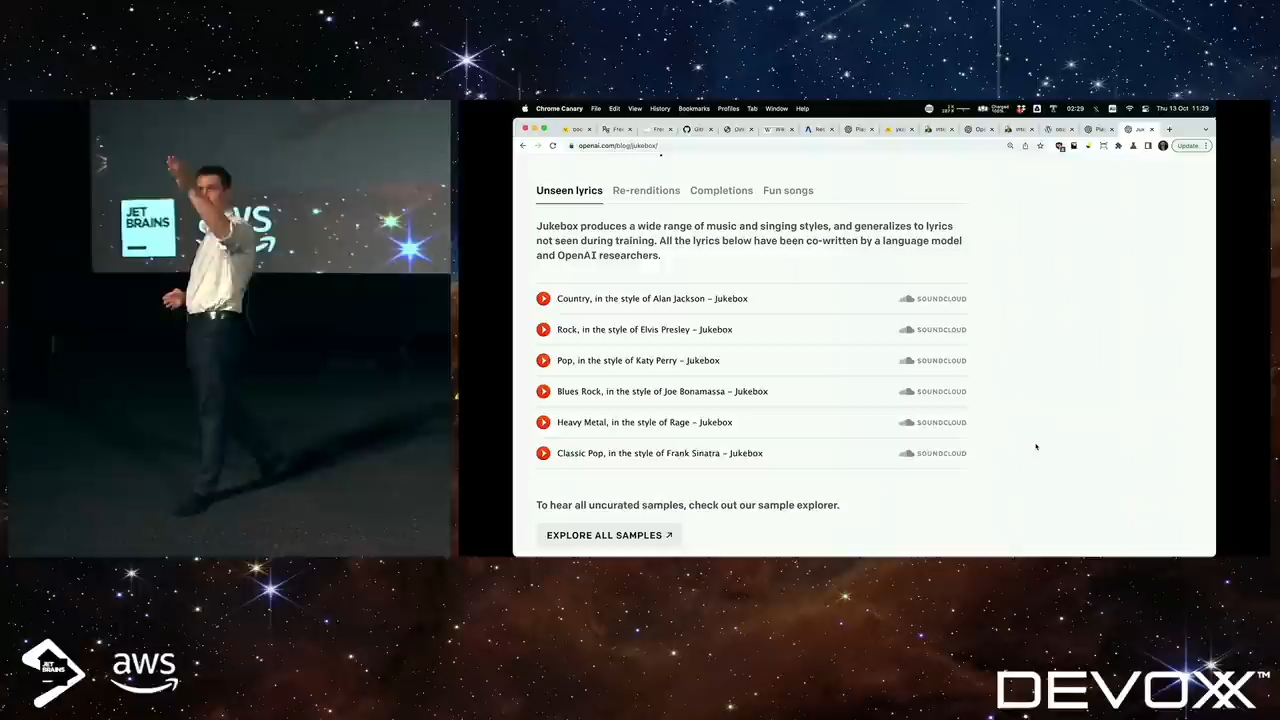 JET
BRAINS
aws
Chrome Canary File Edit View History Bookmarks Profiles Tab Window Help
02:29
Thu 13 Oct 11:29
openai.com/blog/jukebox/
Update
Unseen lyrics Re-renditions Completions Fun songs
Jukebox produces a wide range of music and singing styles, and generalizes to lyrics
not seen during training. All the lyrics below have been co-written by a language model
and OpenAI researchers.
Country, in the style of Alan Jackson – Jukebox SOUNDCLOUD
Rock, in the style of Elvis Presley – Jukebox SOUNDCLOUD
Pop, in the style of Katy Perry – Jukebox SOUNDCLOUD
Blues Rock, in the style of Joe Bonamassa – Jukebox SOUNDCLOUD
Heavy Metal, in the style of Rage – Jukebox SOUNDCLOUD
Classic Pop, in the style of Frank Sinatra – Jukebox SOUNDCLOUD
To hear all uncurated samples, check out our sample explorer.
EXPLORE ALL SAMPLES ↗
JET
BRAINS
aws
DEVOXX™